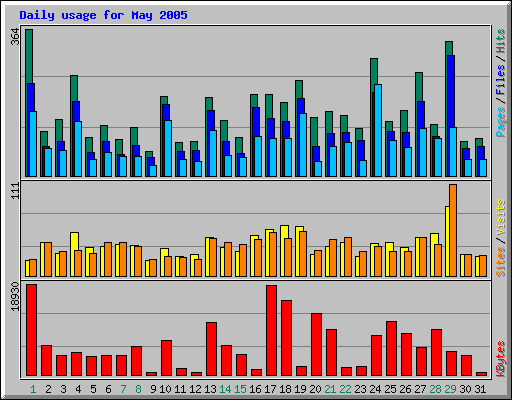 Daily usage for May 2005
364
Pages / Files / Hits
111
Sites / Visits
18930
KBytes
1 2 3 4 5 6 7 8 9 10 11 12 13 14 15 16 17 18 19 20 21 22 23 24 25 26 27 28 29 30 31